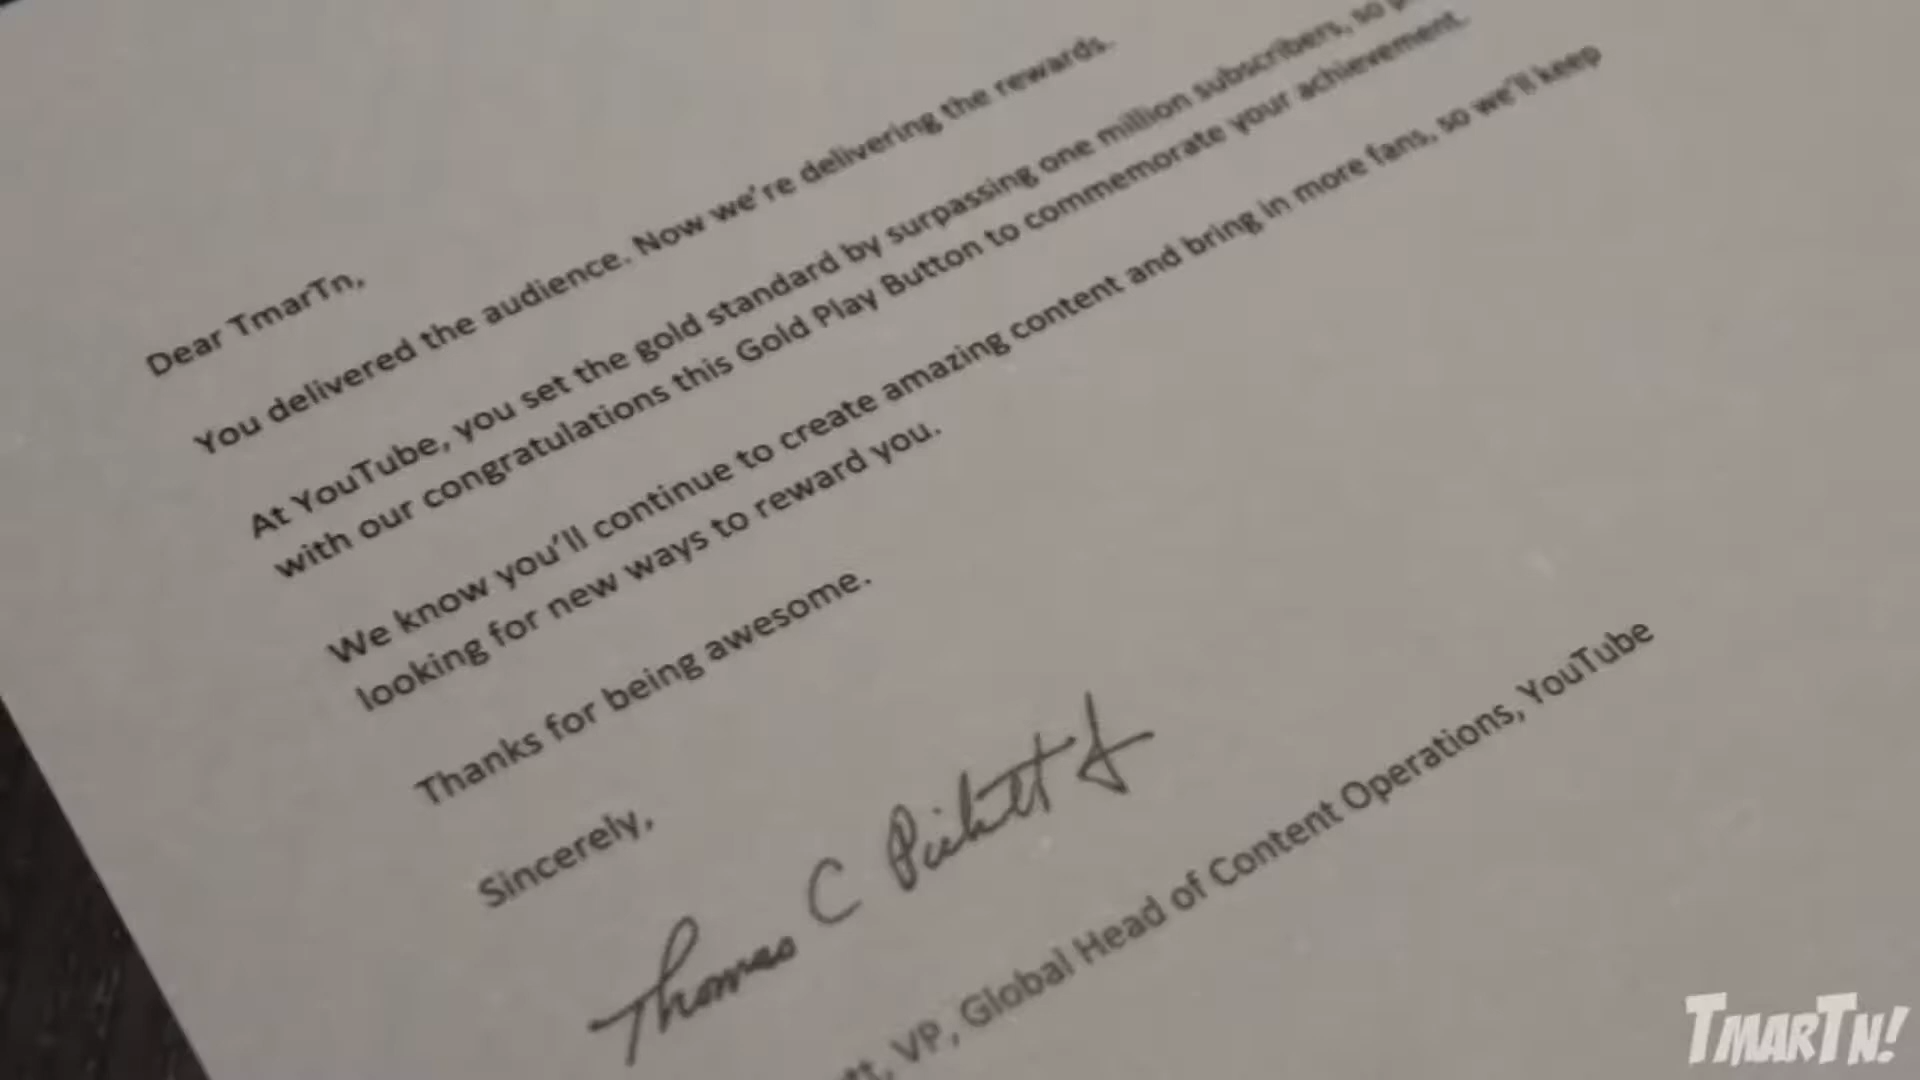 Dear TmarTn,
You delivered the audience. Now we're delivering the rewards.
At YouTube, you set the gold standard by surpassing one million subscribers, so
with our congratulations this Gold Play Button to commemorate your achievement.
We know you'll continue to create amazing content and bring in more fans, so we'll keep
looking for new ways to reward you.
Thanks for being awesome.
Sincerely,
Thomas C Pickett Jr
VP, Global Head of Content Operations, YouTube
TMARTN!